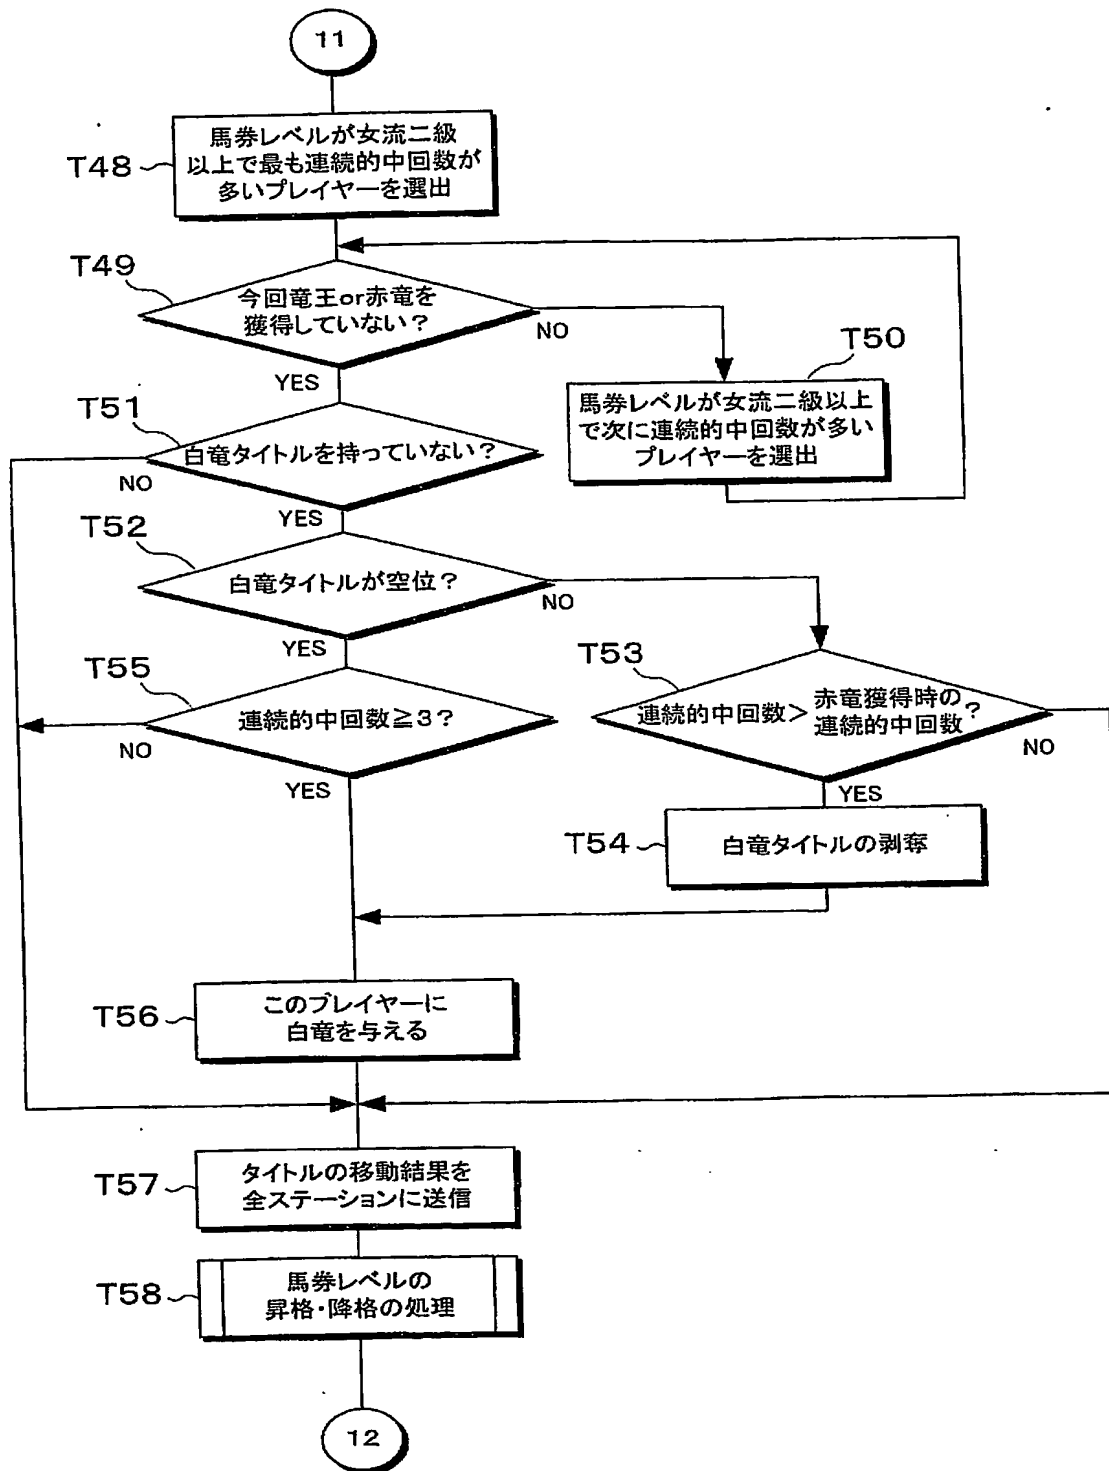 11
T48
馬券レベルが女流二級
以上で最も連続的中回数が
多いプレイヤーを選出
T49
今回竜王or赤竜を
獲得していない?
NO
YES
T50
馬券レベルが女流二級以上
で次に連続的中回数が多い
プレイヤーを選出
T51
白竜タイトルを持っていない?
NO
YES
T52
白竜タイトルが空位?
NO
YES
T53
連続的中回数> 赤竜獲得時の
連続的中回数 ?
NO
YES
T55
連続的中回数≧3?
NO
YES
T54
白竜タイトルの剥奪
T56
このプレイヤーに
白竜を与える
T57
タイトルの移動結果を
全ステーションに送信
T58
馬券レベルの
昇格・降格の処理
12